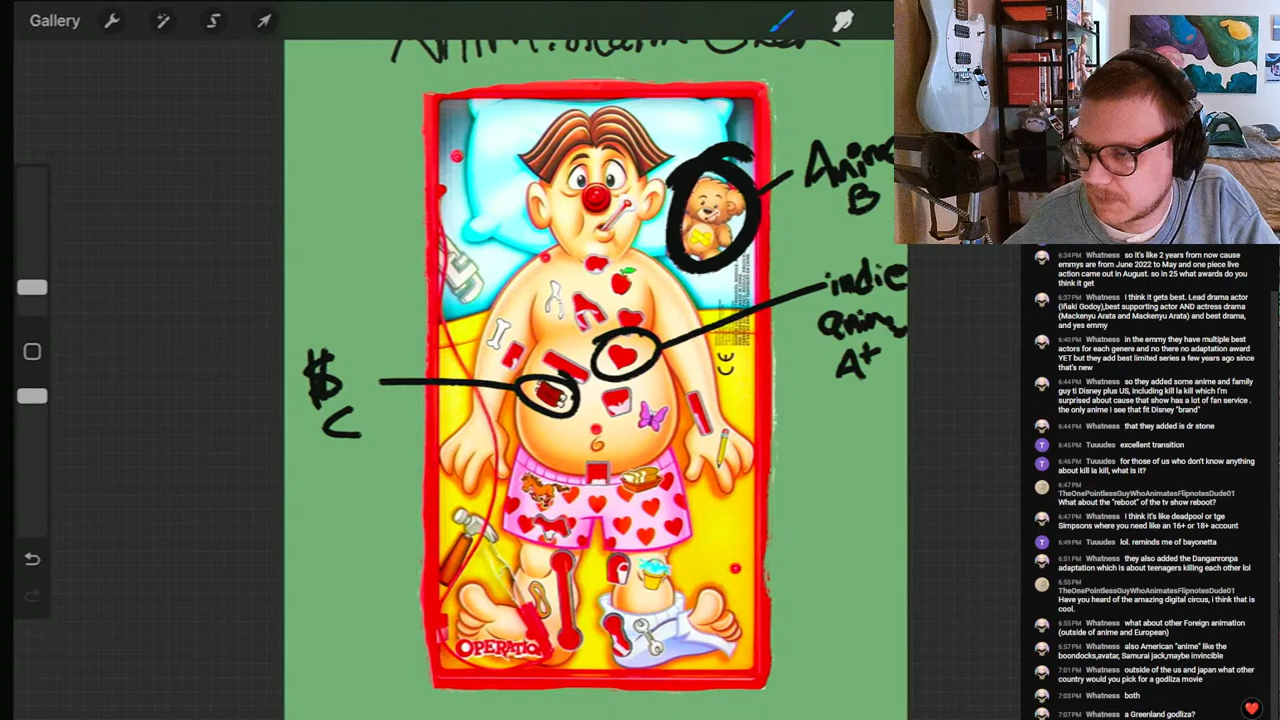 Gallery
B
indie
A+
$
C
CE
OPERATIO
6:34PM Whatness so it's like 2 years from now cause
emmys are from June 2022 to May and one piece live
action came out in August. so in 25 what awards do you
think it get
6:37PM Whatness I think it gets best. Lead drama actor
(Iñaki Godoy),best supporting actor AND actress drama
(Mackenyu Arata and Mackenyu Arata) and best drama,
and yes emmy
6:40PM Whatness in the emmy they have multiple best
actors for each genere and no there no adaptation award
YET but they add best limited series a few years ago since
that's new
6:44PM Whatness so they added some anime and family
guy ti Disney plus US, including kill la kill which I'm
surprised about cause that show has a lot of fan service .
the only anime I see that fit Disney "brand"
6:44PM Whatness that they added is dr stone
T 6:45PM Tuuudes excellent transition
T 6:46PM Tuuudes for those of us who don't know anything
about kill la kill, what is it?
6:47PM
TheOnePointlessGuyWhoAnimatesFlipnotesDude01
What about the "reboot" of the tv show reboot?
6:47PM Whatness I think it's like deadpool or tge
Simpsons where you need like an 16+ or 18+ account
T 6:49PM Tuuudes lol. reminds me of bayonetta
6:51PM Whatness they also added the Danganronpa
adaptation which is about teenagers killing each other lol
6:55PM
TheOnePointlessGuyWhoAnimatesFlipnotesDude01
Have you heard of the amazing digital circus, i think that is
cool.
6:55PM Whatness what about other Foreign animation
(outside of anime and European)
6:57PM Whatness also American "anime" like the
boondocks,avatar, Samurai jack,maybe invincible
7:01PM Whatness outside of the us and japan what other
country would you pick for a godliza movie
7:03PM Whatness both
7:07PM Whatness a Greenland godliza?